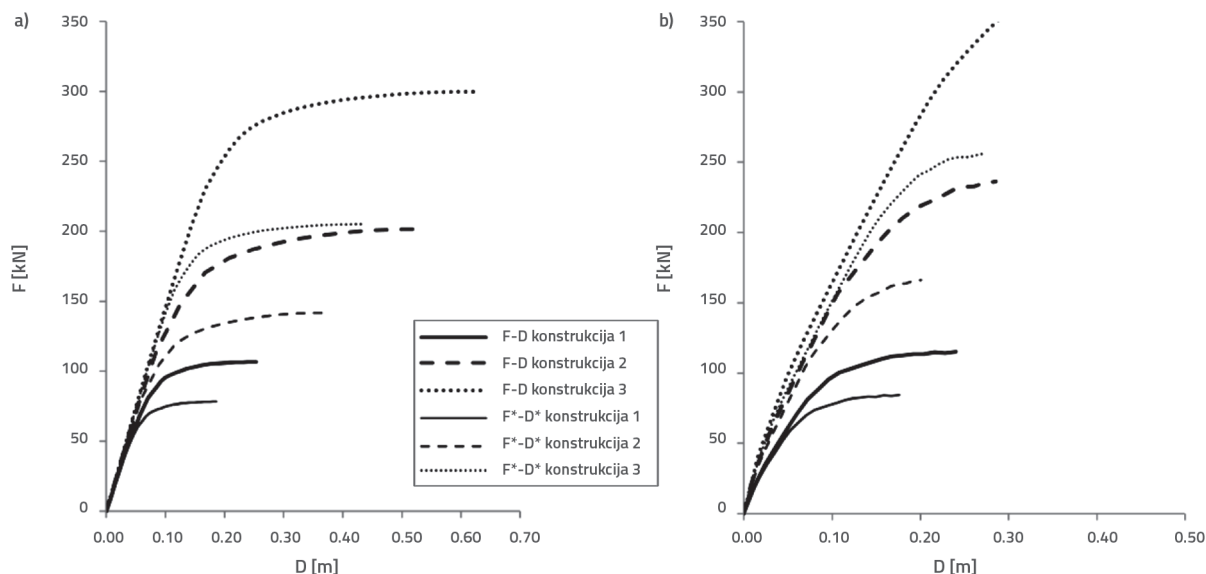 a)
350
300
250
200
150
100
50
0
F [kN]
0.00 0.10 0.20 0.30 0.40 0.50 0.60 0.70
D [m]
F-D konstrukcija 1
F-D konstrukcija 2
F-D konstrukcija 3
F*-D* konstrukcija 1
F*-D* konstrukcija 2
F*-D* konstrukcija 3
b)
350
300
250
200
150
100
50
0
F [kN]
0.00 0.10 0.20 0.30 0.40 0.50
D [m]